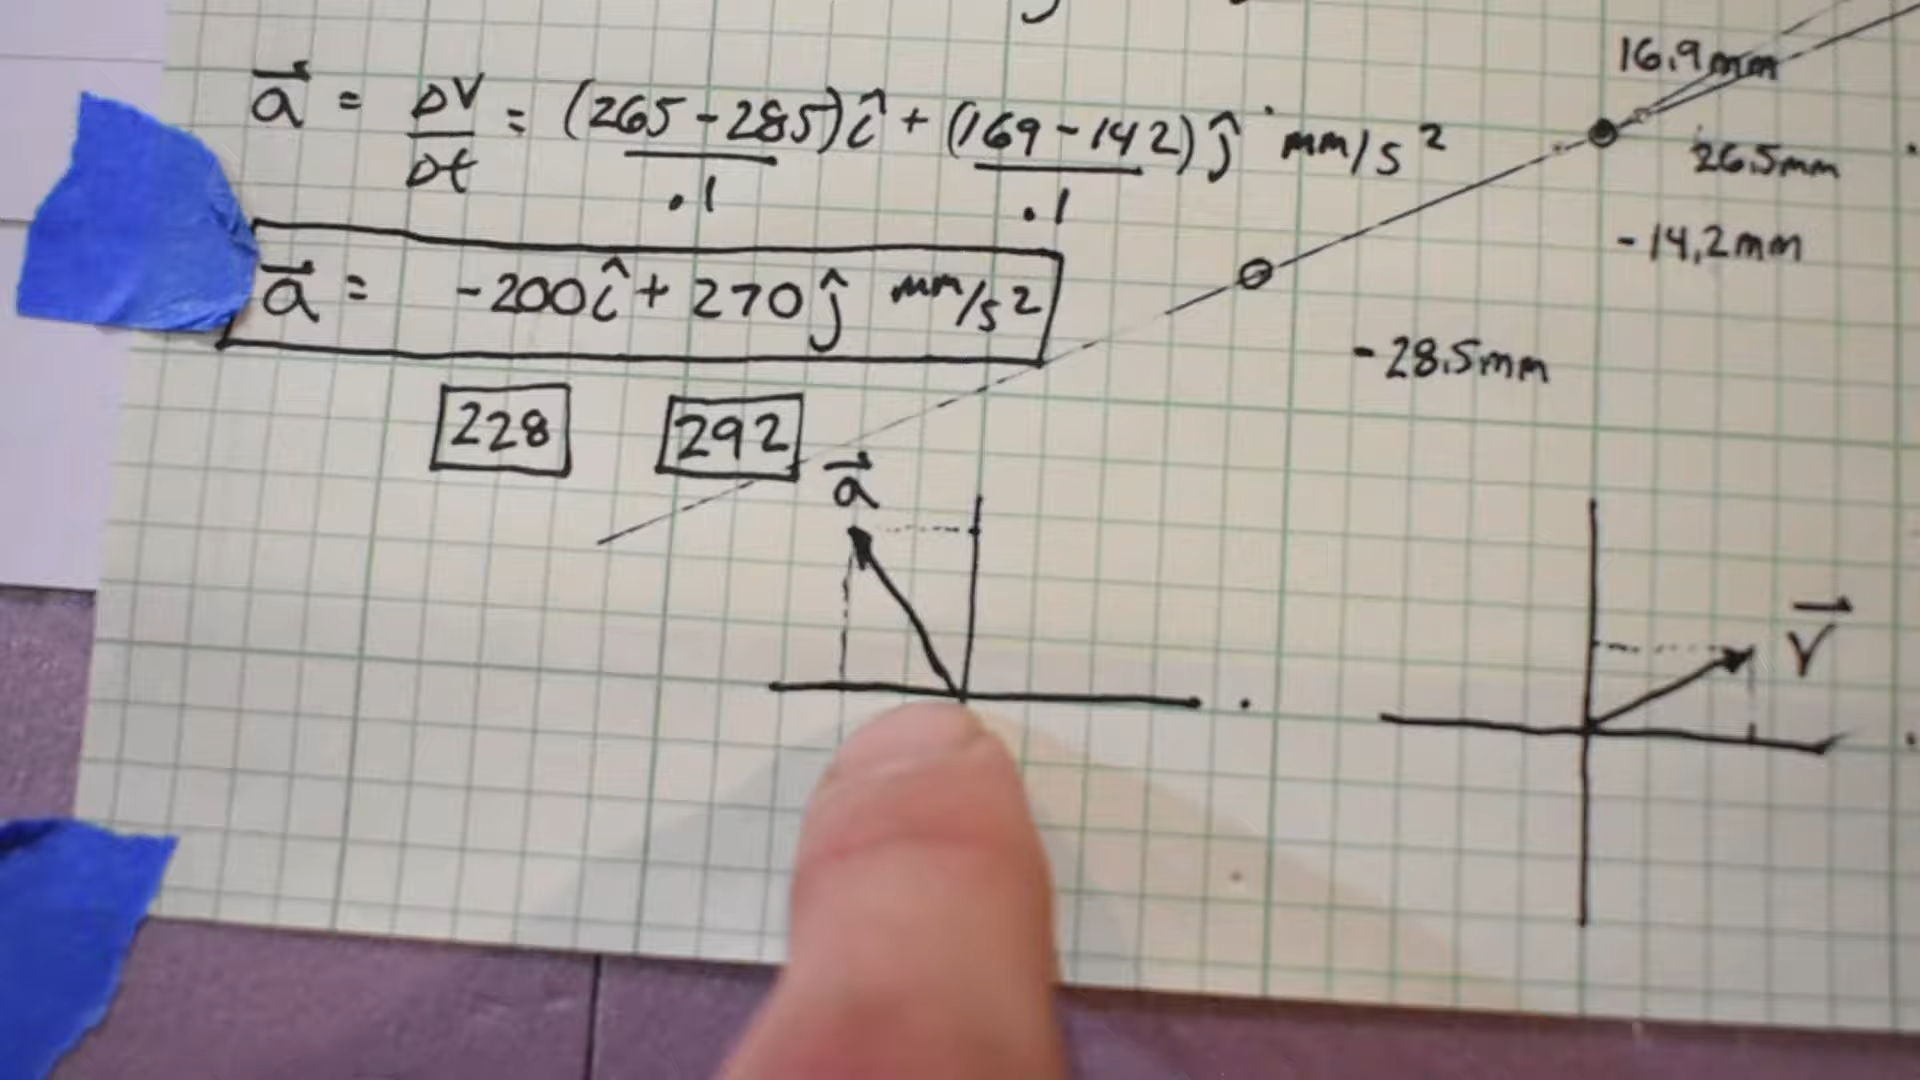 a⃗ = ΔV/Δt = (265-285)î/.1 + (169-142)ĵ/.1 mm/s²
a⃗ = -200î + 270ĵ mm/s²
228 292
a⃗
16.9mm
26.5mm
-14.2mm
-28.5mm
V⃗